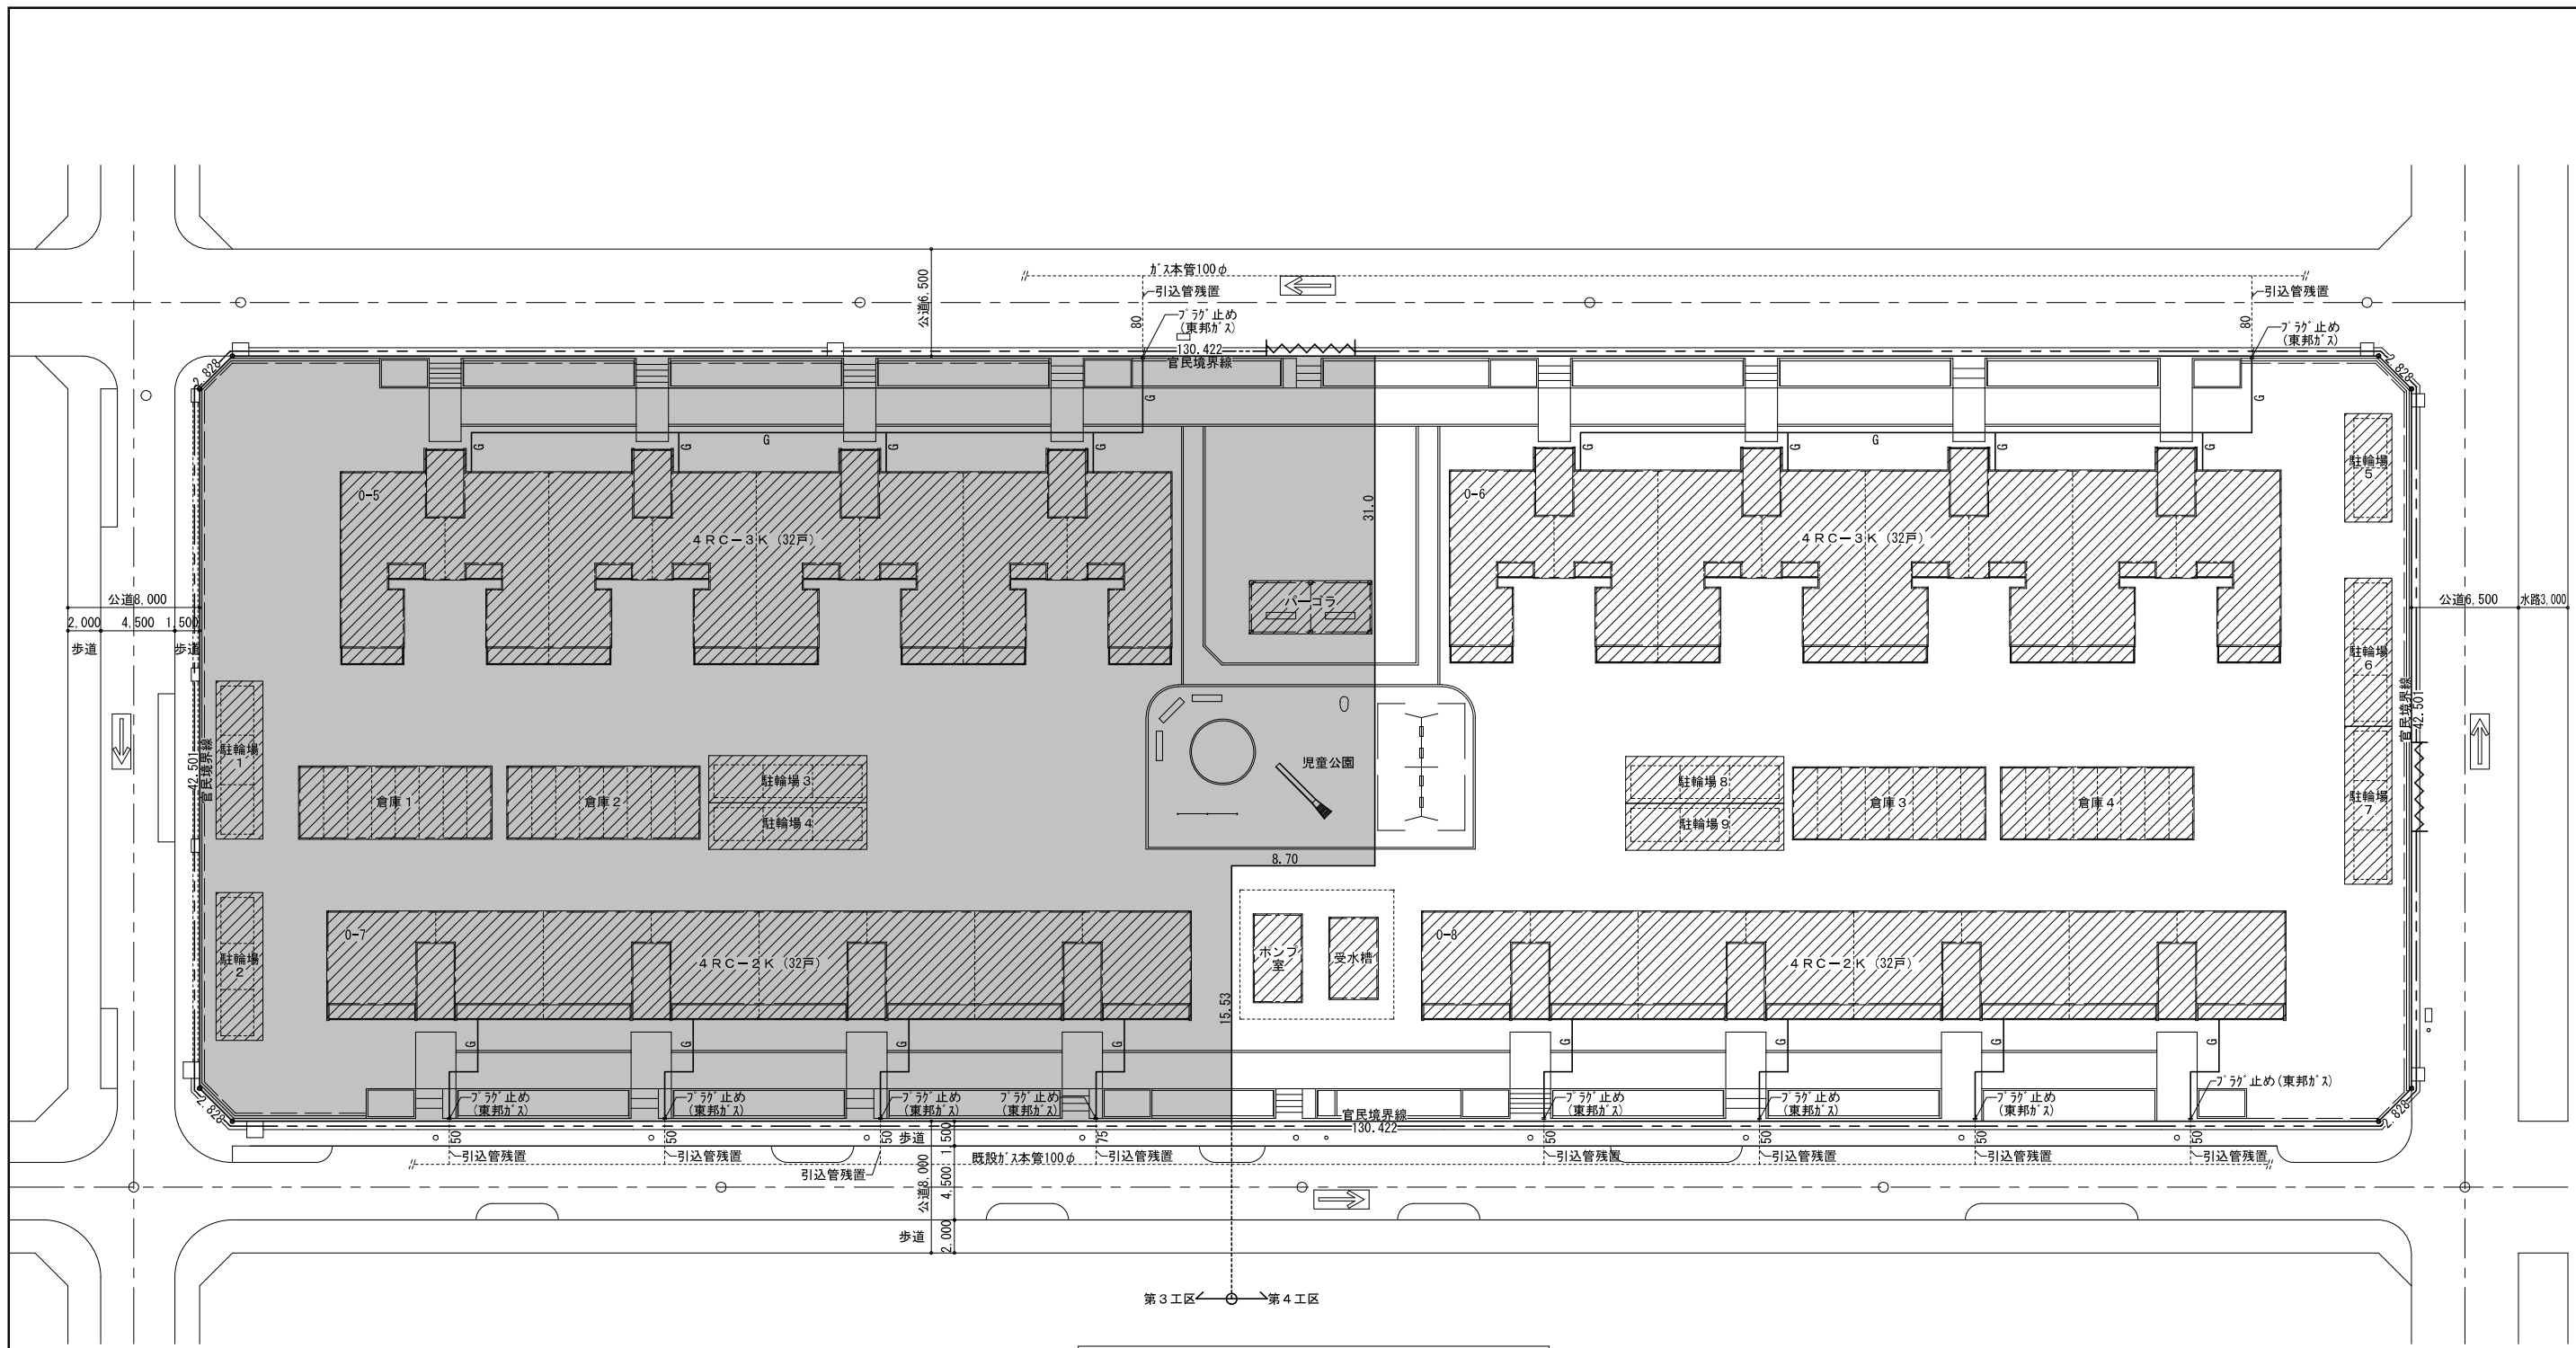 ガス本管100φ
引込管残置
引込管残置
公道6,500
80
80
プラグ止め
(東邦ガス)
プラグ止め
(東邦ガス)
130.422
官民境界線
2.828
2.828
G
G
G
G
G
G
G
G
G
G
G
G
O-5
4RC－3K (32戸)
31.0
パーゴラ
O-6
4RC－3K (32戸)
駐輪場
5
公道8,000
2,000
4,500
1,500
歩道
歩道
公道6,500
水路3,000
駐輪場
6
官民境界線
42.501
駐輪場
7
42.501
官民境界線
駐輪場
1
倉庫1
倉庫2
駐輪場3
駐輪場4
児童公園
駐輪場8
駐輪場9
倉庫3
倉庫4
8.70
駐輪場
2
O-7
4RC－2K (32戸)
ポンプ
室
受水槽
15.53
O-8
4RC－2K (32戸)
G
G
G
G
G
G
G
G
プラグ止め
(東邦ガス)
プラグ止め
(東邦ガス)
プラグ止め
(東邦ガス)
プラグ止め
(東邦ガス)
プラグ止め
(東邦ガス)
プラグ止め
(東邦ガス)
プラグ止め
(東邦ガス)
プラグ止め(東邦ガス)
2.828
2.828
官民境界線
130.422
50
50
50
75
50
50
50
50
歩道
1,500
引込管残置
引込管残置
引込管残置
既設ガス本管100φ
引込管残置
引込管残置
引込管残置
引込管残置
引込管残置
公道8,000
4,500
歩道
2,000
第3工区
第4工区